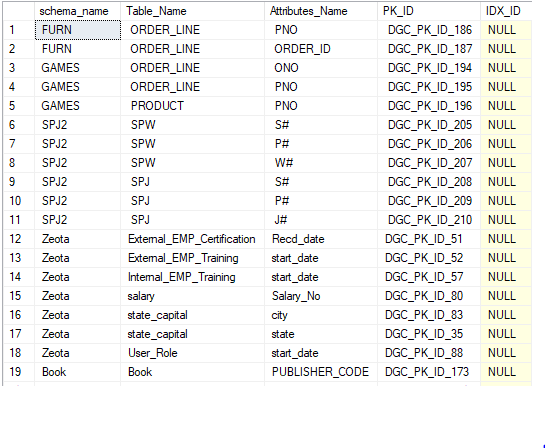 schema_name Table_Name Attributes_Name PK_ID IDX_ID
1 FURN ORDER_LINE PNO DGC_PK_ID_186 NULL
2 FURN ORDER_LINE ORDER_ID DGC_PK_ID_187 NULL
3 GAMES ORDER_LINE ONO DGC_PK_ID_194 NULL
4 GAMES ORDER_LINE PNO DGC_PK_ID_195 NULL
5 GAMES PRODUCT PNO DGC_PK_ID_196 NULL
6 SPJ2 SPW S# DGC_PK_ID_205 NULL
7 SPJ2 SPW P# DGC_PK_ID_206 NULL
8 SPJ2 SPW W# DGC_PK_ID_207 NULL
9 SPJ2 SPJ S# DGC_PK_ID_208 NULL
10 SPJ2 SPJ P# DGC_PK_ID_209 NULL
11 SPJ2 SPJ J# DGC_PK_ID_210 NULL
12 Zeota External_EMP_Certification Recd_date DGC_PK_ID_51 NULL
13 Zeota External_EMP_Training start_date DGC_PK_ID_52 NULL
14 Zeota Internal_EMP_Training start_date DGC_PK_ID_57 NULL
15 Zeota salary Salary_No DGC_PK_ID_80 NULL
16 Zeota state_capital city DGC_PK_ID_83 NULL
17 Zeota state_capital state DGC_PK_ID_35 NULL
18 Zeota User_Role start_date DGC_PK_ID_88 NULL
19 Book Book PUBLISHER_CODE DGC_PK_ID_173 NULL